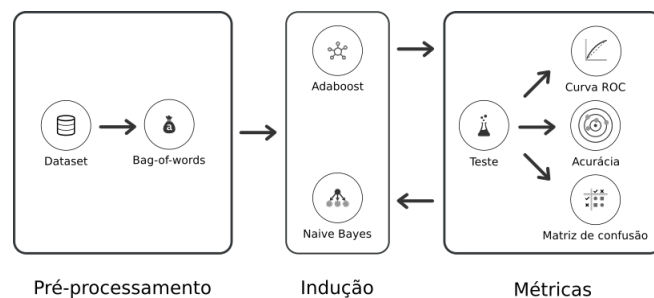 Dataset
Bag-of-words
Adaboost
Naive Bayes
Teste
Curva ROC
Acurácia
Matriz de confusão
Pré-processamento
Indução
Métricas